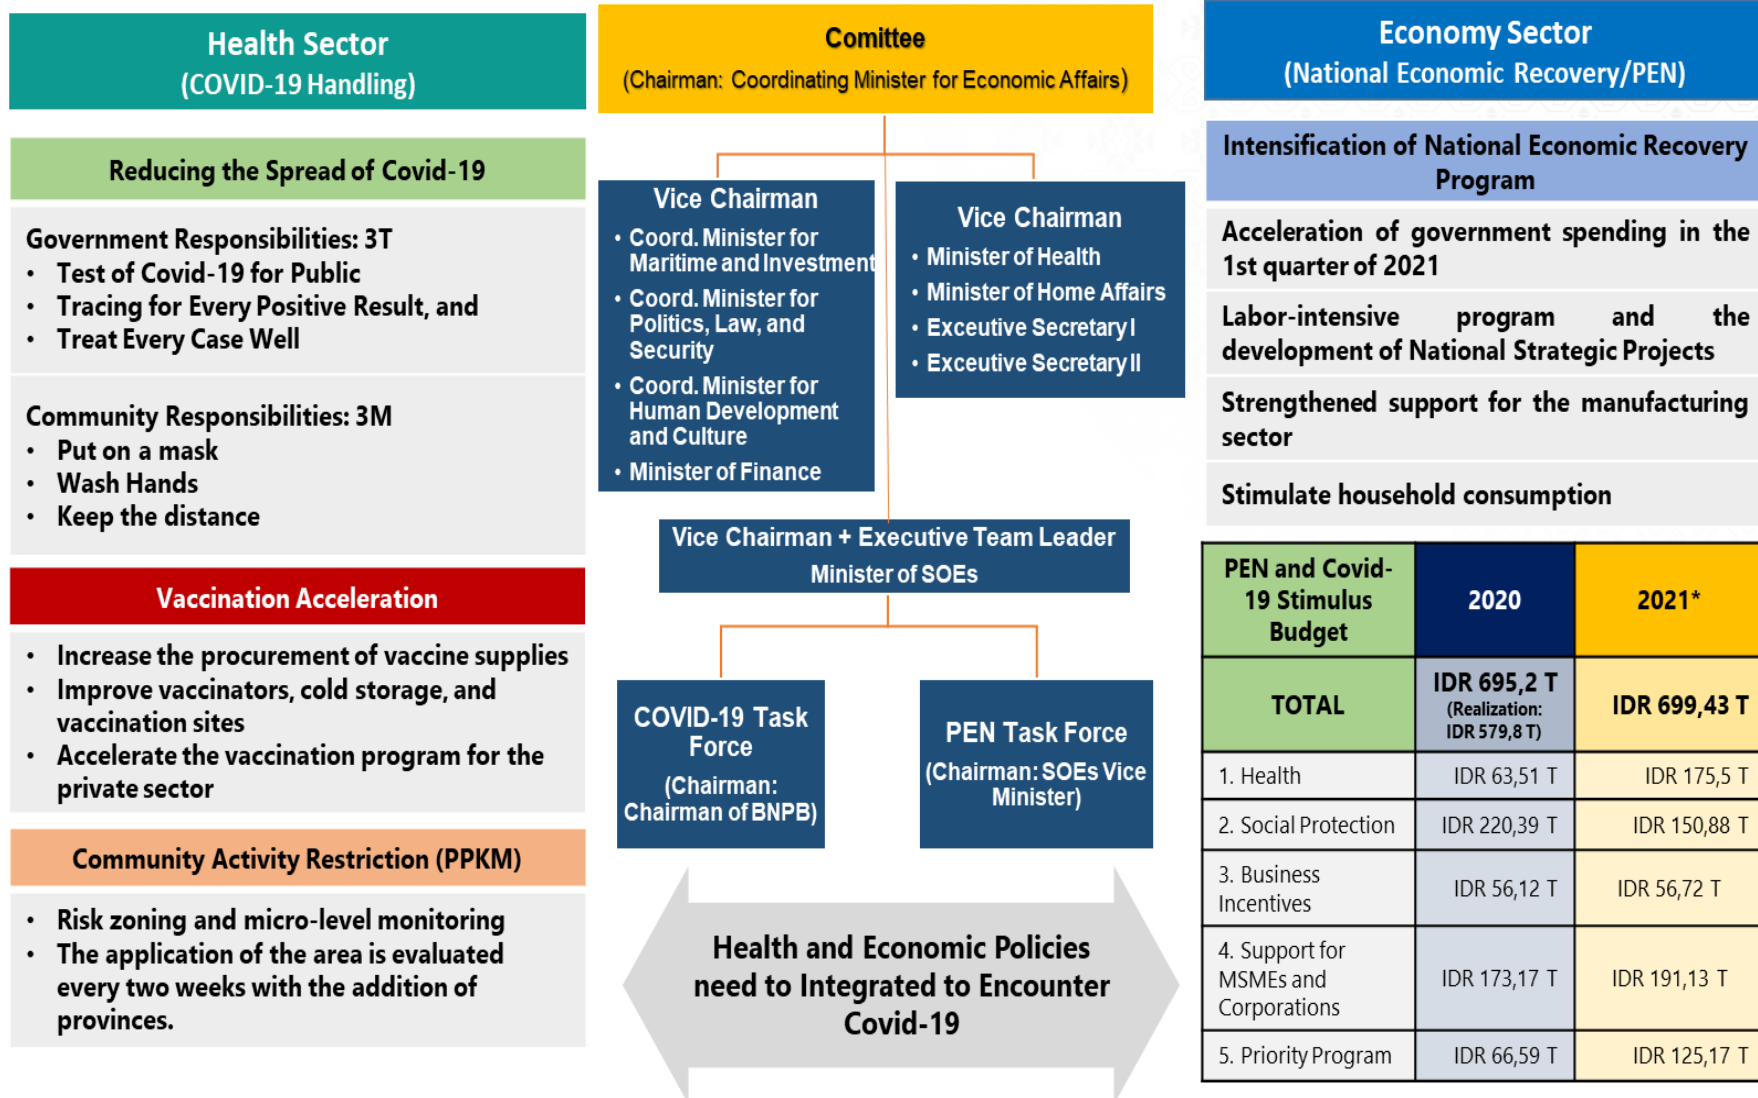 Health Sector
(COVID-19 Handling)
Reducing the Spread of Covid-19
Government Responsibilities: 3T
• Test of Covid-19 for Public
• Tracing for Every Positive Result, and
• Treat Every Case Well
Community Responsibilities: 3M
• Put on a mask
• Wash Hands
• Keep the distance
Vaccination Acceleration
• Increase the procurement of vaccine supplies
• Improve vaccinators, cold storage, and
vaccination sites
• Accelerate the vaccination program for the
private sector
Community Activity Restriction (PPKM)
• Risk zoning and micro-level monitoring
• The application of the area is evaluated
every two weeks with the addition of
provinces.
Comittee
(Chairman: Coordinating Minister for Economic Affairs)
Vice Chairman
• Coord. Minister for
Maritime and Investment
• Coord. Minister for
Politics, Law, and
Security
• Coord. Minister for
Human Development
and Culture
• Minister of Finance
Vice Chairman
• Minister of Health
• Minister of Home Affairs
• Exceutive Secretary I
• Exceutive Secretary II
Vice Chairman + Executive Team Leader
Minister of SOEs
COVID-19 Task
Force
(Chairman:
Chairman of BNPB)
PEN Task Force
(Chairman: SOEs Vice
Minister)
Health and Economic Policies
need to Integrated to Encounter
Covid-19
Economy Sector
(National Economic Recovery/PEN)
Intensification of National Economic Recovery
Program
Acceleration of government spending in the
1st quarter of 2021
Labor-intensive program and the
development of National Strategic Projects
Strengthened support for the manufacturing
sector
Stimulate household consumption
PEN and Covid-
19 Stimulus
Budget
2020
2021*
TOTAL
IDR 695,2 T
(Realization:
IDR 579,8 T)
IDR 699,43 T
1. Health
IDR 63,51 T
IDR 175,5 T
2. Social Protection
IDR 220,39 T
IDR 150,88 T
3. Business
Incentives
IDR 56,12 T
IDR 56,72 T
4. Support for
MSMEs and
Corporations
IDR 173,17 T
IDR 191,13 T
5. Priority Program
IDR 66,59 T
IDR 125,17 T